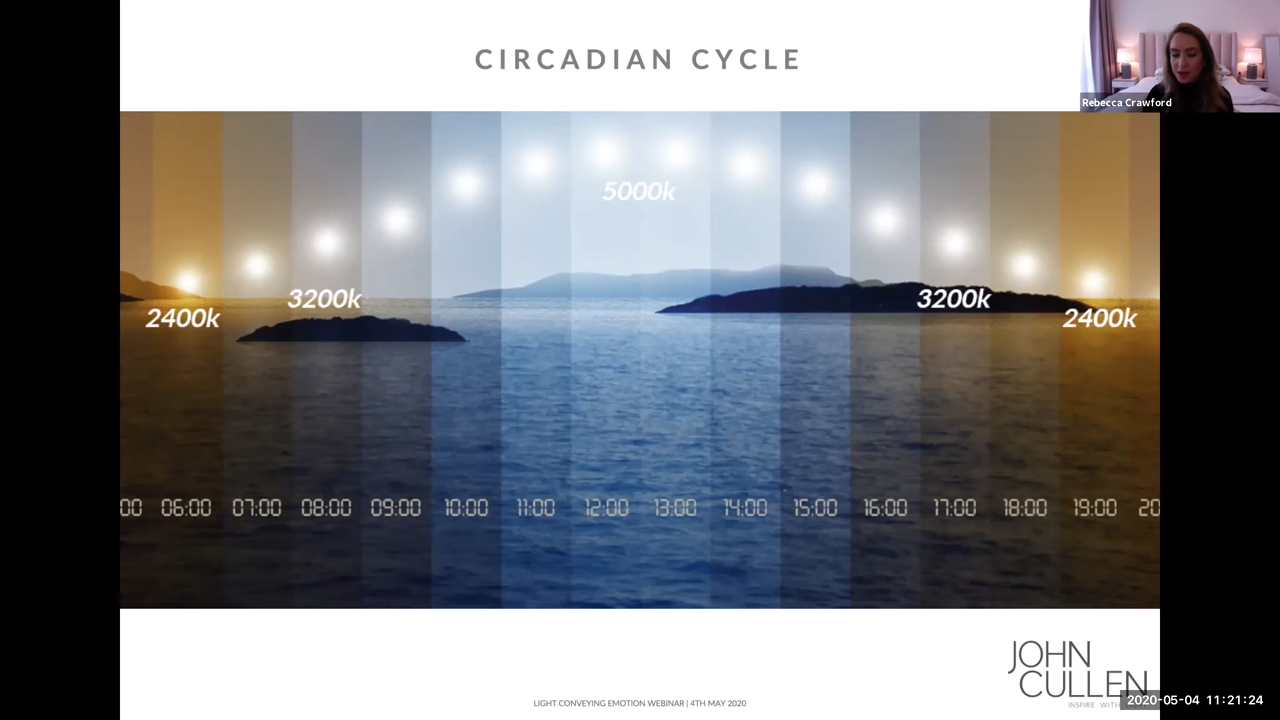 CIRCADIAN CYCLE
Rebecca Crawford
5000k
3200k
3200k
2400k
2400k
00 06:00 07:00 08:00 09:00 10:00 11:00 12:00 13:00 14:00 15:00 16:00 17:00 18:00 19:00 20
JOHN
CULLEN
INSPIRE WITH
LIGHT CONVEYING EMOTION WEBINAR | 4TH MAY 2020
2020-05-04 11:21:24